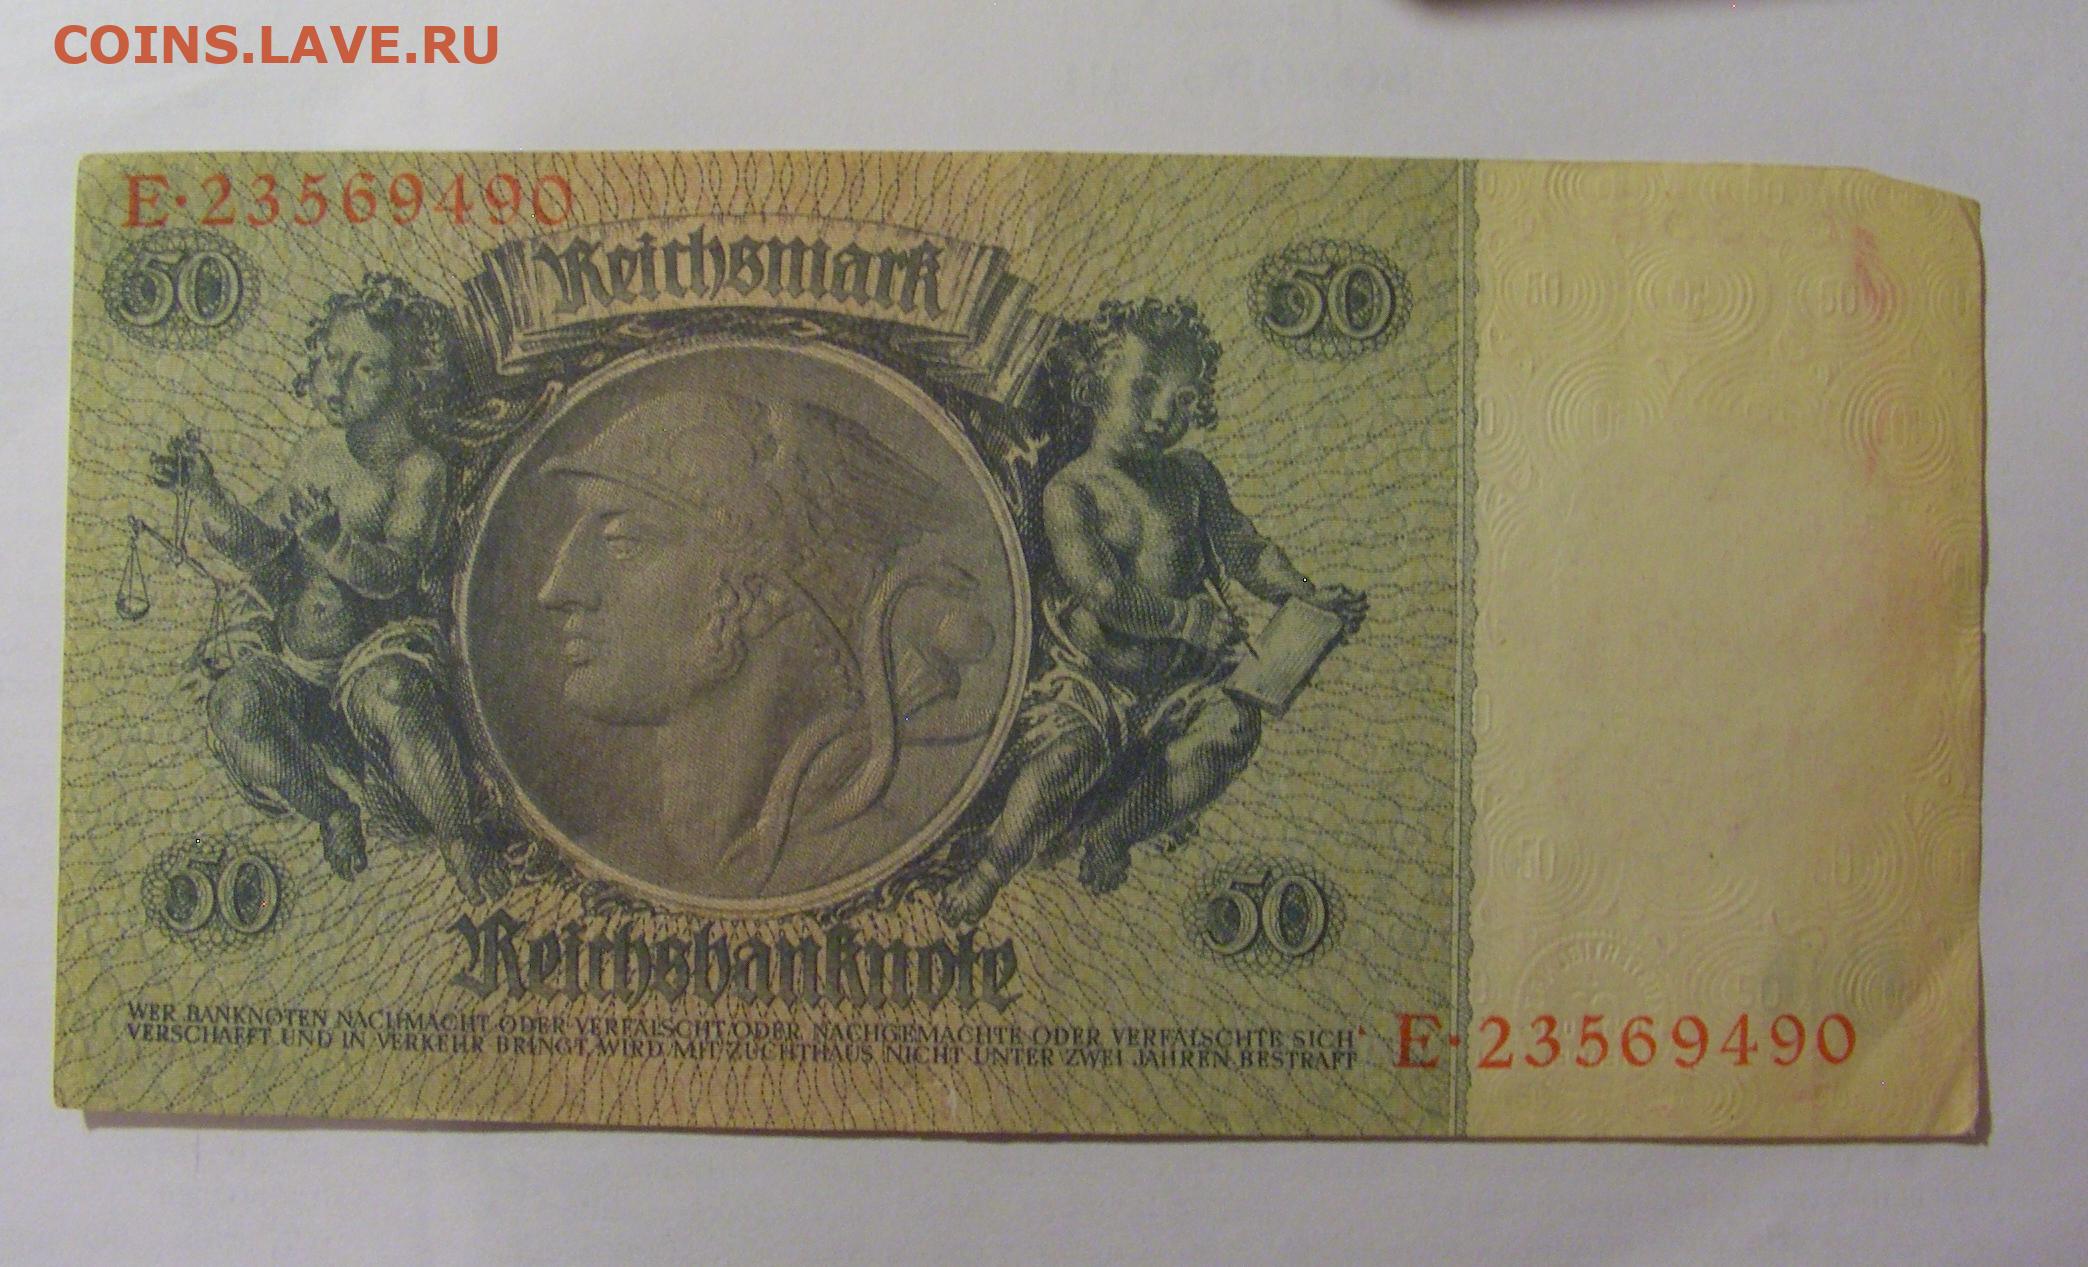 COINS.LAVE.RU
E·23569490
Reichsmark
50
50
50
50
Reichsbanknote
WER BANKNOTEN NACHMACHT ODER VERFÄLSCHT, ODER NACHGEMACHTE ODER VERFÄLSCHTE SICH
VERSCHAFFT UND IN VERKEHR BRINGT, WIRD MIT ZUCHTHAUS NICHT UNTER ZWEI JAHREN BESTRAFT
E·23569490